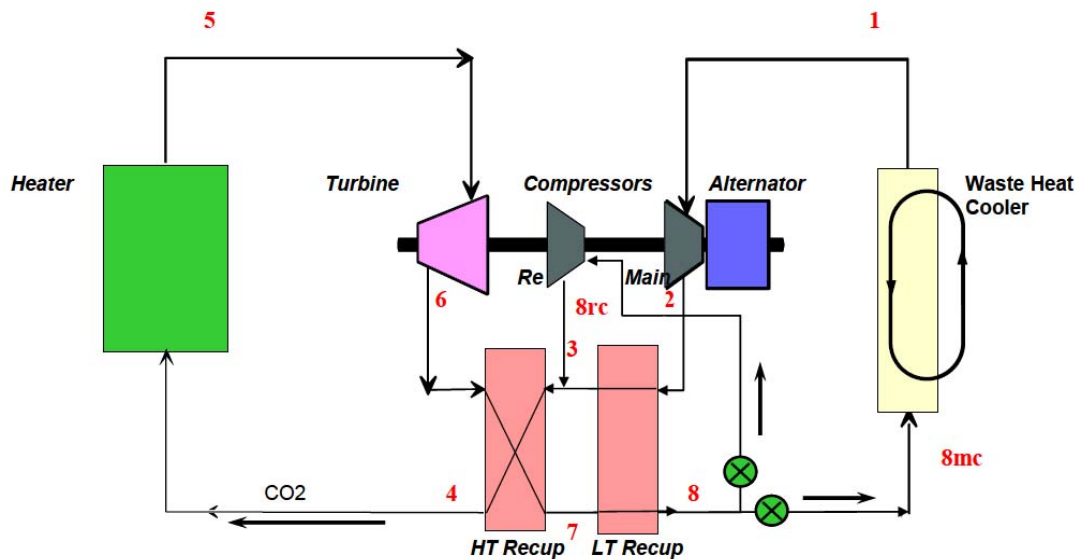 5
1
Heater
Turbine
Compressors
Alternator
Waste Heat
Cooler
Re
Main
6
8rc
2
3
8mc
4
8
CO2
7
HT Recup
LT Recup